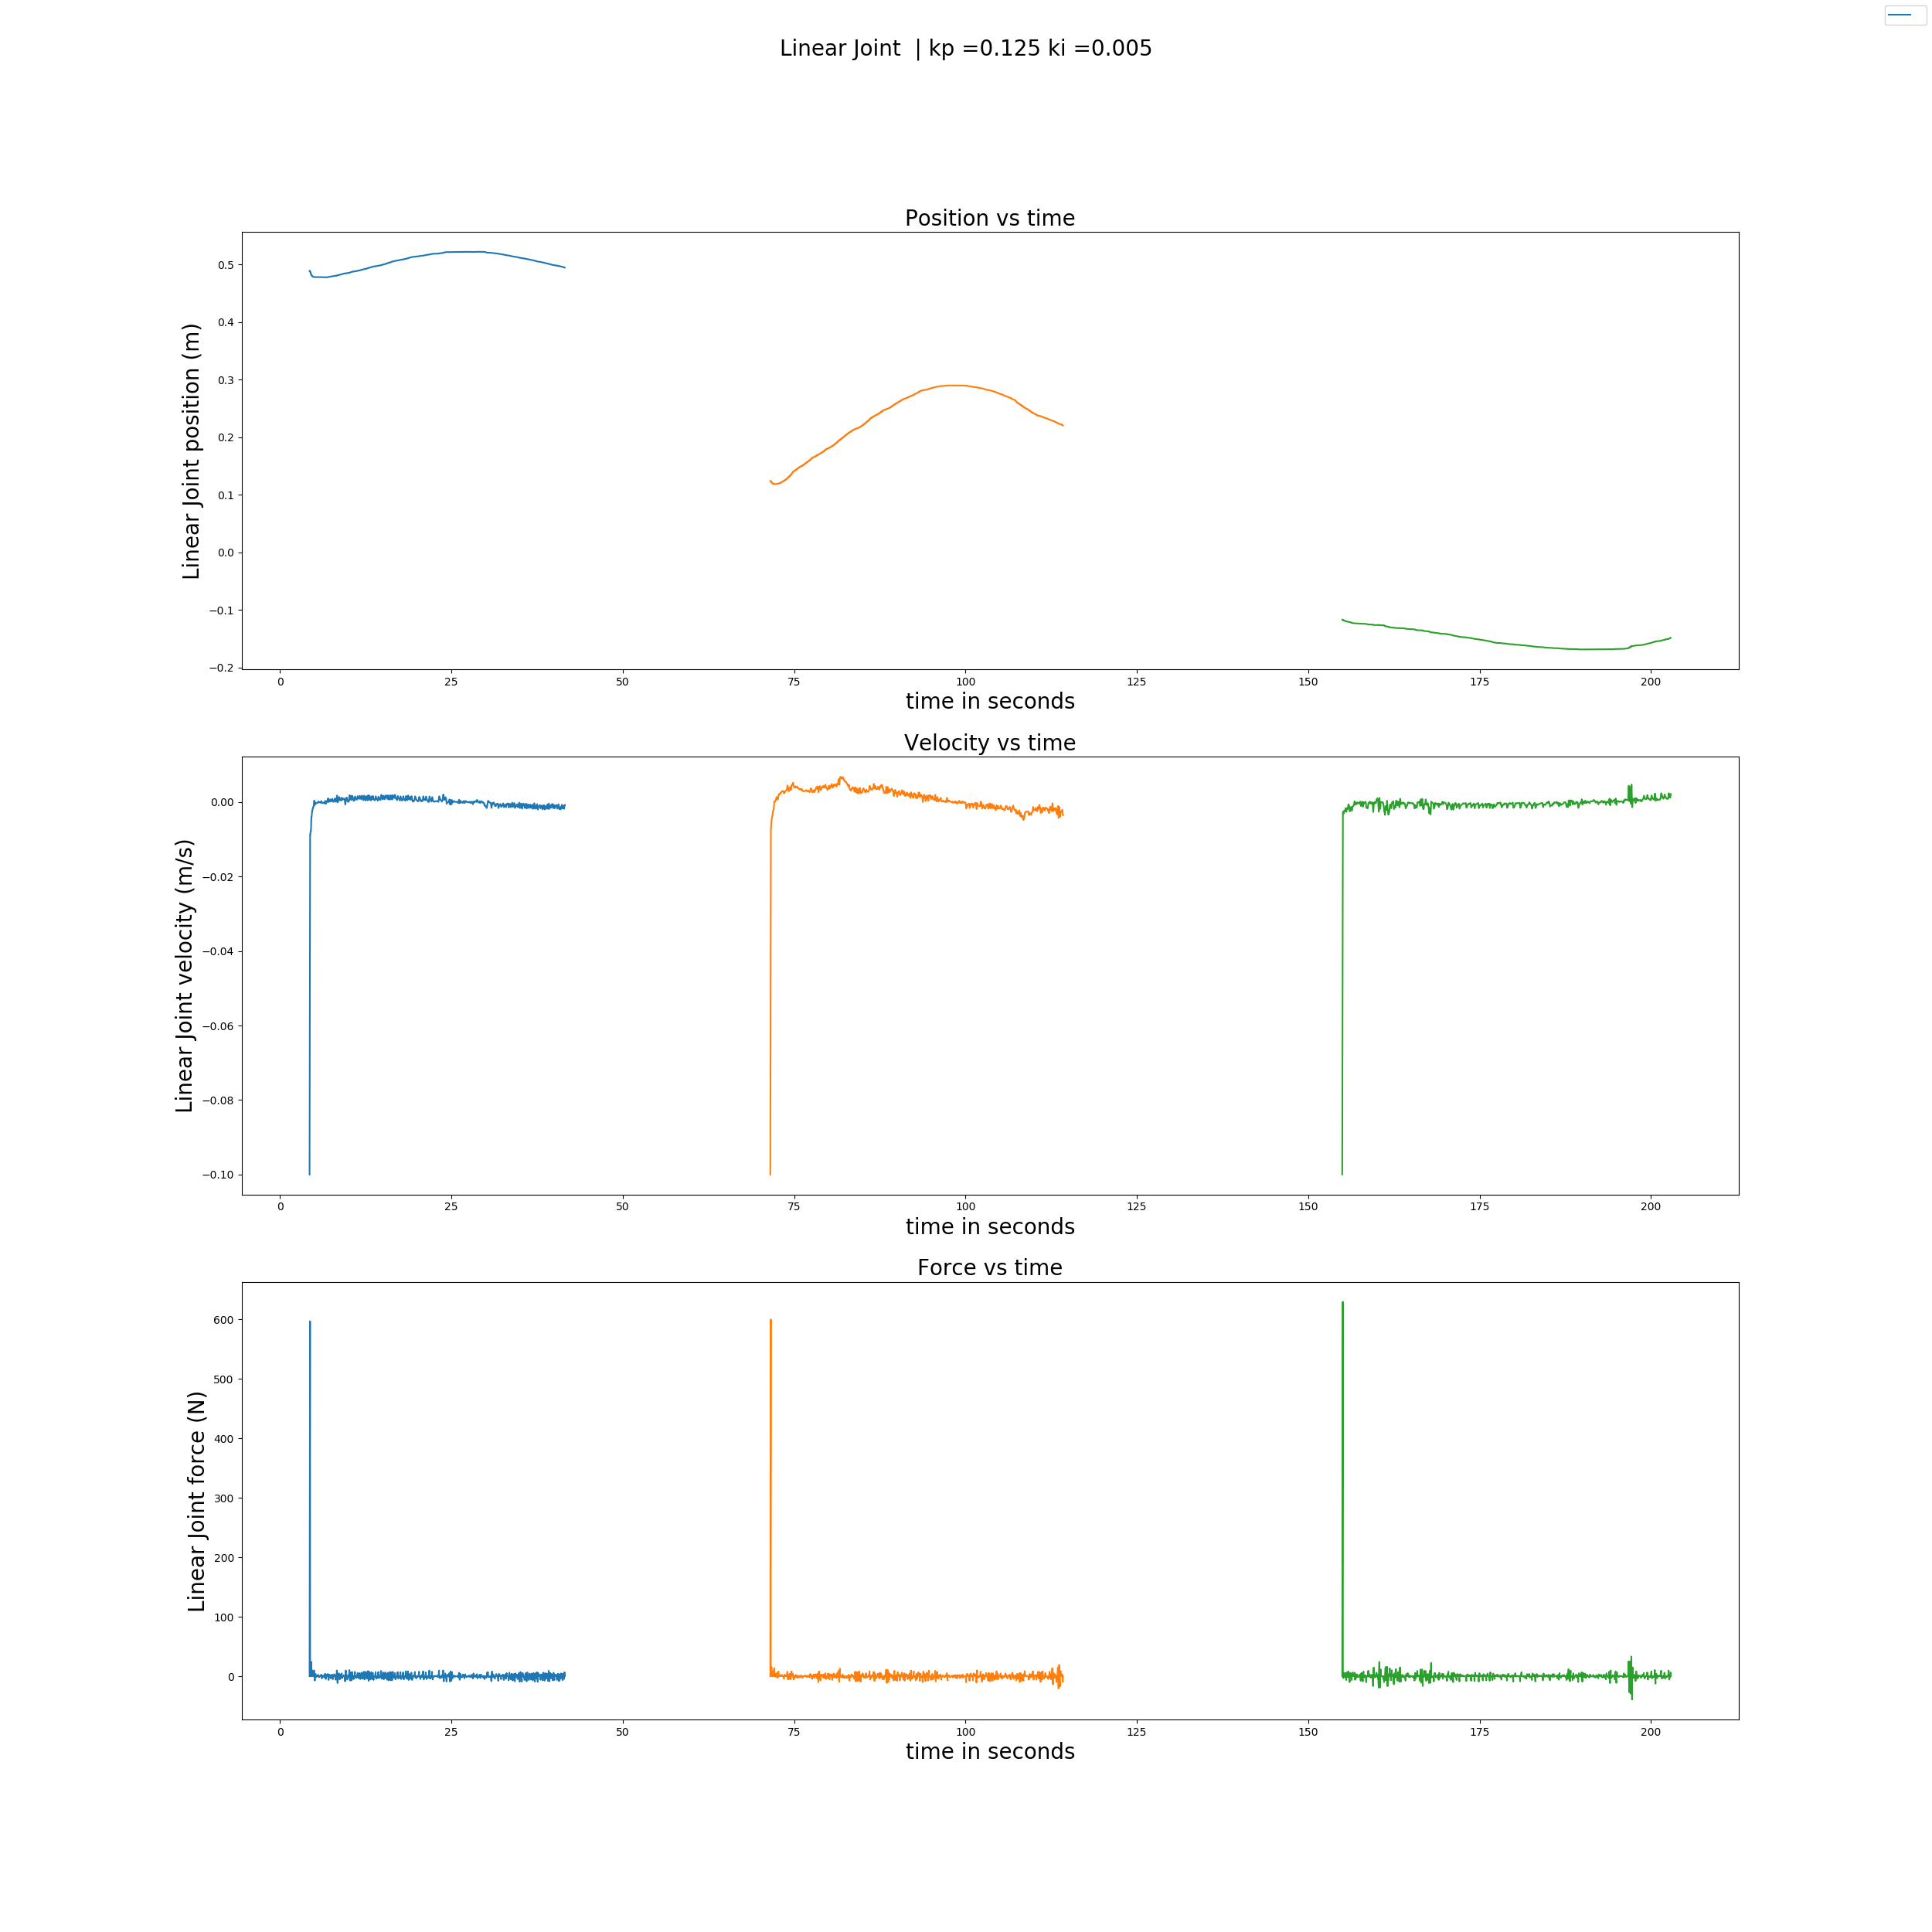 Linear Joint | kp =0.125 ki =0.005
Position vs time
Linear Joint position (m)
0.5
0.4
0.3
0.2
0.1
0.0
−0.1
−0.2
0 25 50 75 100 125 150 175 200
time in seconds
Velocity vs time
Linear Joint velocity (m/s)
0.00
−0.02
−0.04
−0.06
−0.08
−0.10
0 25 50 75 100 125 150 175 200
time in seconds
Force vs time
Linear Joint force (N)
600
500
400
300
200
100
0
0 25 50 75 100 125 150 175 200
time in seconds